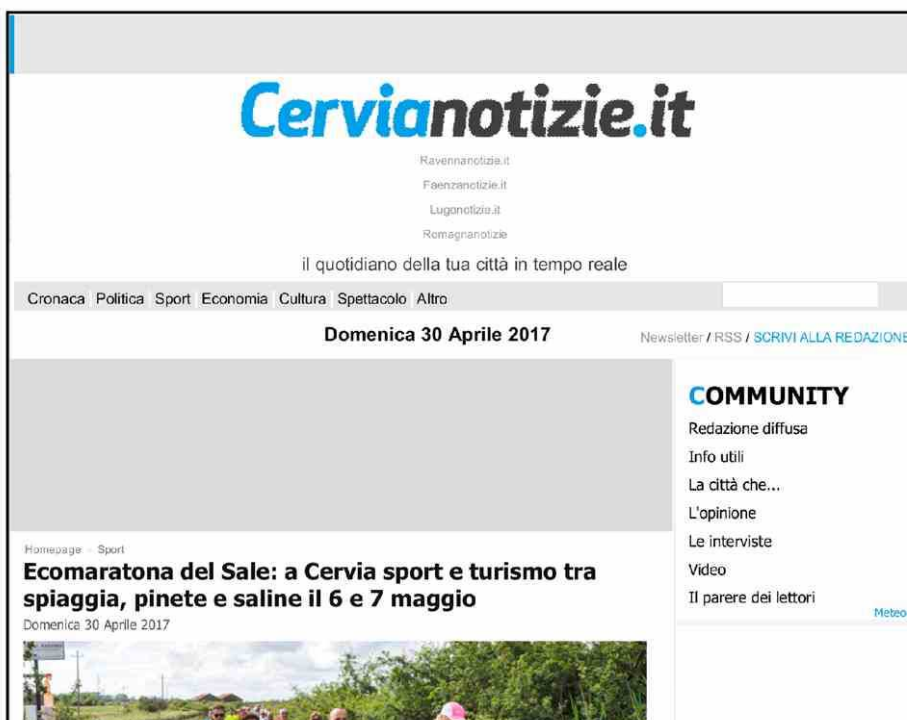 Cervianotizie.it
Ravennanotizie.it
Faenzanotizie.it
Lugonotizie.it
Romagnanotizie
il quotidiano della tua città in tempo reale
Cronaca Politica Sport Economia Cultura Spettacolo Altro
Domenica 30 Aprile 2017
Newsletter / RSS / SCRIVI ALLA REDAZIONE
COMMUNITY
Redazione diffusa
Info utili
La città che...
L'opinione
Le interviste
Video
Il parere dei lettori
Meteo
Homepage - Sport
Ecomaratona del Sale: a Cervia sport e turismo tra
spiaggia, pinete e saline il 6 e 7 maggio
Domenica 30 Aprile 2017